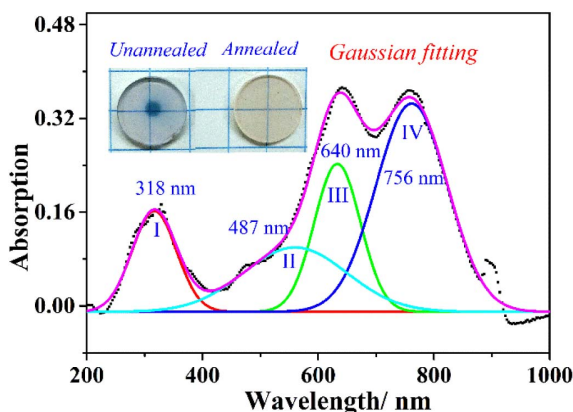 0.48
0.32
0.16
0.00
Absorption
Unannealed Annealed
Gaussian fitting
318 nm
I
487 nm
II
640 nm
III
IV
756 nm
200 400 600 800 1000
Wavelength/ nm